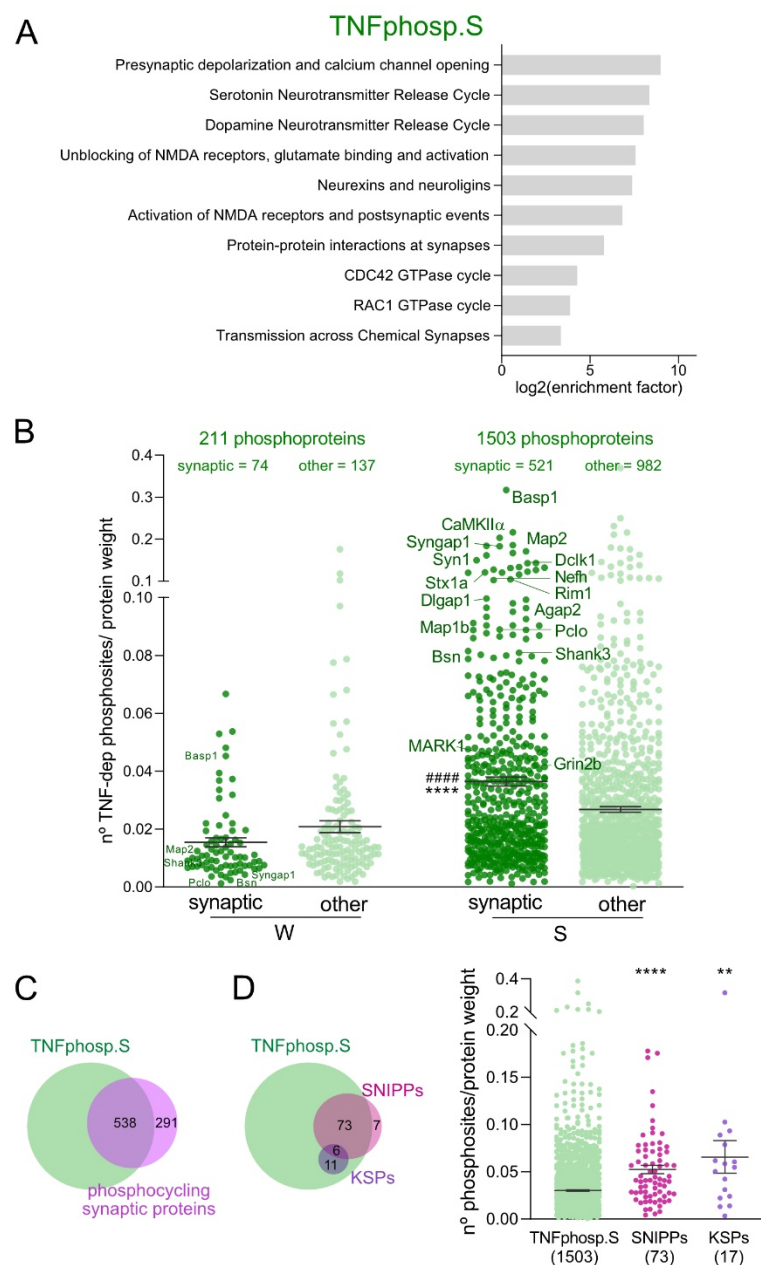 A
TNFphosp.S
Presynaptic depolarization and calcium channel opening
Serotonin Neurotransmitter Release Cycle
Dopamine Neurotransmitter Release Cycle
Unblocking of NMDA receptors, glutamate binding and activation
Neurexins and neuroligins
Activation of NMDA receptors and postsynaptic events
Protein-protein interactions at synapses
CDC42 GTPase cycle
RAC1 GTPase cycle
Transmission across Chemical Synapses
0 5 10
log2(enrichment factor)
B
211 phosphoproteins 1503 phosphoproteins
synaptic = 74 other = 137 synaptic = 521 other = 982
nº TNF-dep phosphosites/ protein weight
0.4
0.3
0.2
0.1
0.10
0.08
0.06
0.04
0.02
0.00
Basp1
Map2
Shank3
Syngap1
Pclo
Bsn
Basp1
CaMKIIα
Map2
Syngap1
Dclk1
Syn1
Nefh
Stx1a
Rim1
Dlgap1
Agap2
Map1b
Pclo
Bsn
Shank3
MARK1
Grin2b
####
****
synaptic other synaptic other
W S
C
TNFphosp.S
538 291
phosphocycling
synaptic proteins
D
TNFphosp.S
SNIPPs
73 7
6
11
KSPs
nº phosphosites/protein weight
0.4
0.2
0.20
0.15
0.10
0.05
0.00
**** **
TNFphosp.S SNIPPs KSPs
(1503) (73) (17)